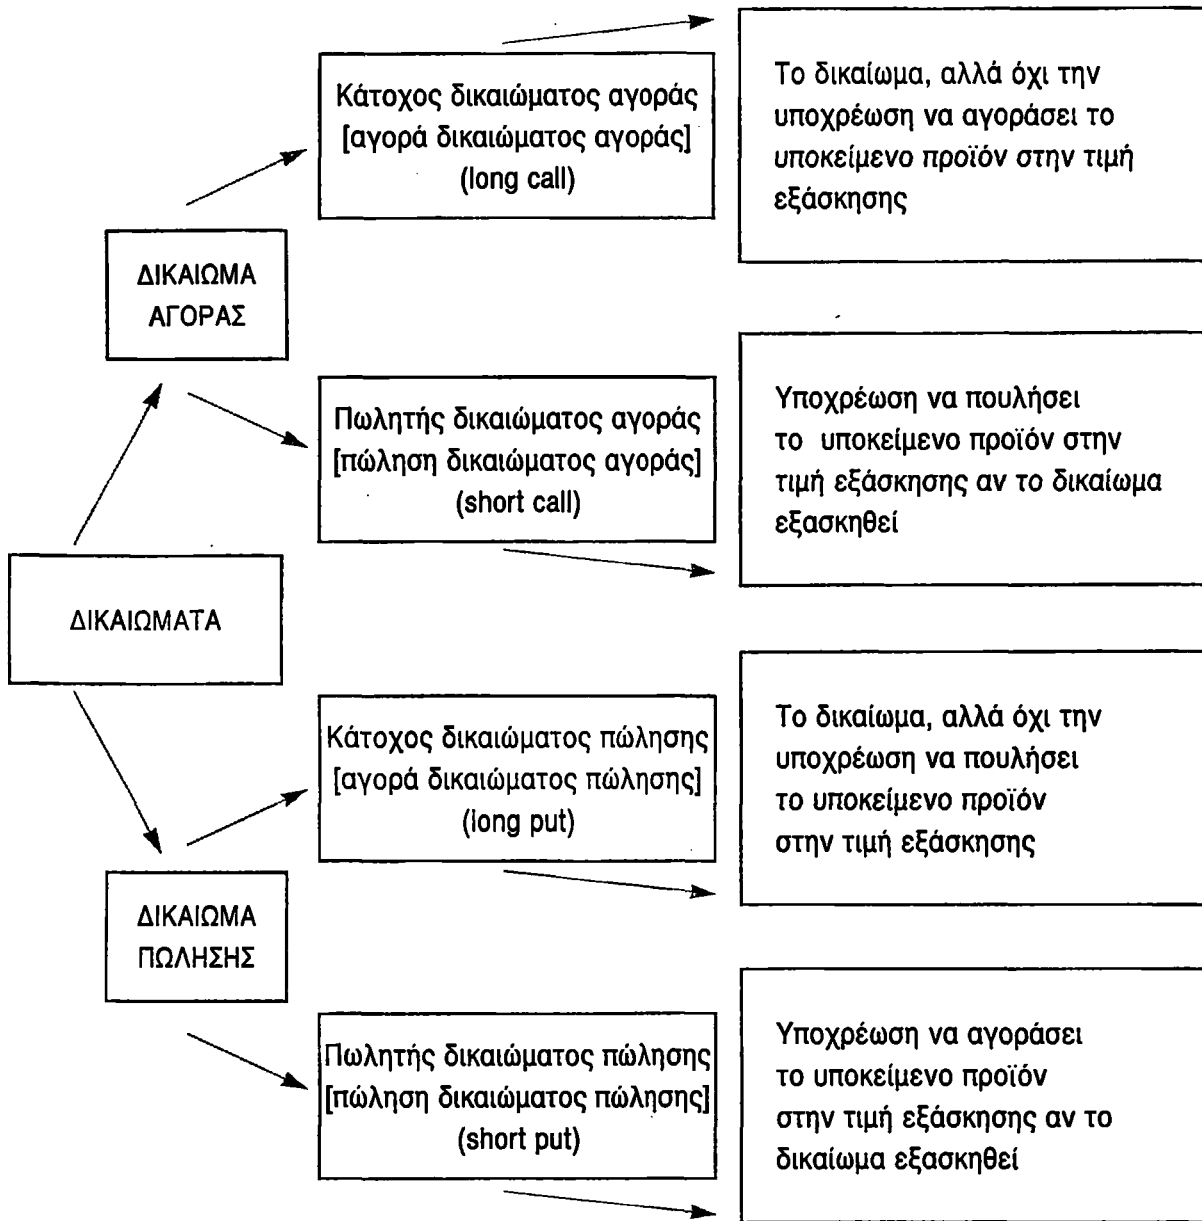 Κάτοχος δικαιώματος αγοράς
[αγορά δικαιώματος αγοράς]
(long call)
Το δικαίωμα, αλλά όχι την
υποχρέωση να αγοράσει το
υποκείμενο προϊόν στην τιμή
εξάσκησης
ΔΙΚΑΙΩΜΑ
ΑΓΟΡΑΣ
Πωλητής δικαιώματος αγοράς
[πώληση δικαιώματος αγοράς]
(short call)
Υποχρέωση να πουλήσει
το υποκείμενο προϊόν στην
τιμή εξάσκησης αν το δικαίωμα
εξασκηθεί
ΔΙΚΑΙΩΜΑΤΑ
Κάτοχος δικαιώματος πώλησης
[αγορά δικαιώματος πώλησης]
(long put)
Το δικαίωμα, αλλά όχι την
υποχρέωση να πουλήσει
το υποκείμενο προϊόν
στην τιμή εξάσκησης
ΔΙΚΑΙΩΜΑ
ΠΩΛΗΣΗΣ
Πωλητής δικαιώματος πώλησης
[πώληση δικαιώματος πώλησης]
(short put)
Υποχρέωση να αγοράσει
το υποκείμενο προϊόν
στην τιμή εξάσκησης αν το
δικαίωμα εξασκηθεί